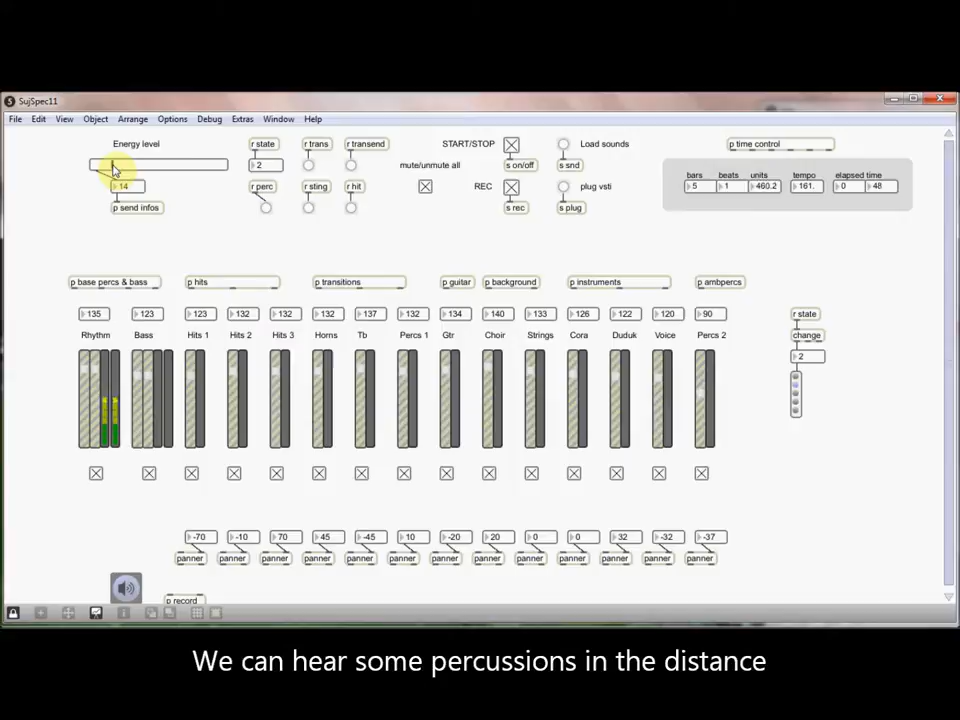 SujSpec11
File Edit View Object Arrange Options Debug Extras Window Help
Energy level r state r trans r transend START/STOP Load sounds p time control
2 mute/unmute all s on/off s snd
bars beats units tempo elapsed time
14 r perc r sting r hit REC plug vsti 5 1 460.2 161. 0 48
p send infos s rec s plug
p base percs & bass p hits p transitions p guitar p background p instruments p ambpercs
135 123 123 132 132 132 137 132 134 140 133 126 122 120 90 r state
Rhythm Bass Hits 1 Hits 2 Hits 3 Horns Tb Percs 1 Gtr Choir Strings Cora Duduk Voice Percs 2 change
2
-70 -10 70 45 -45 10 -20 20 0 0 32 -32 -37
panner panner panner panner panner panner panner panner panner panner panner panner panner
p record
We can hear some percussions in the distance